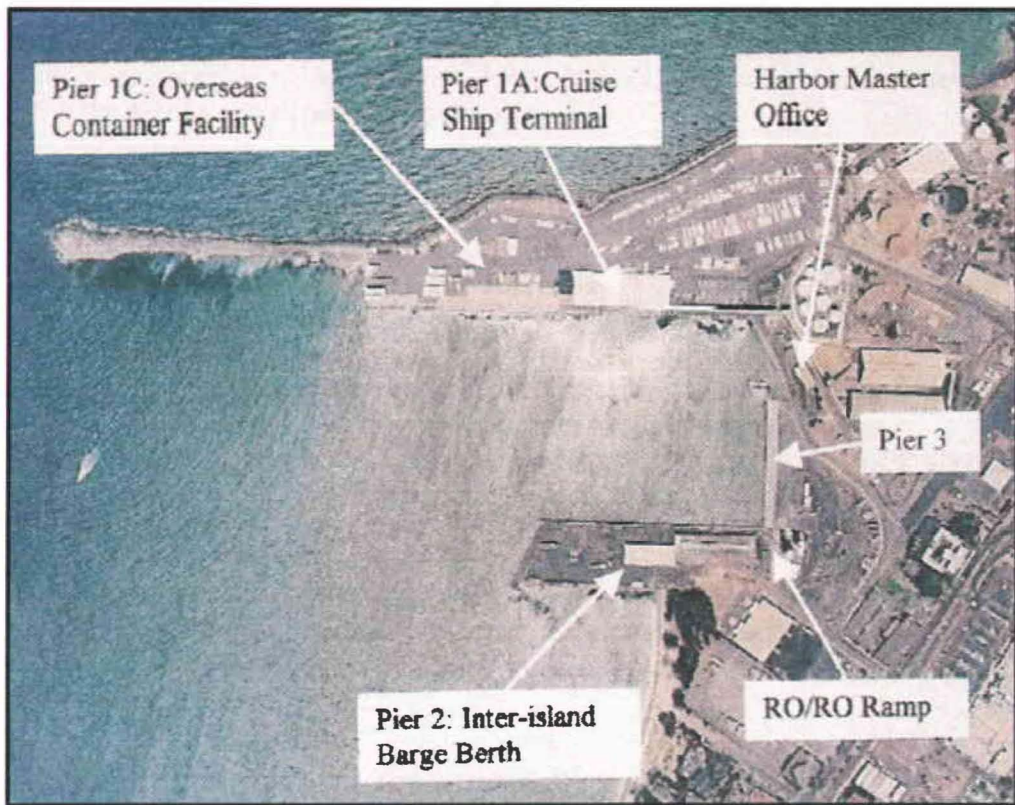 Pier 1C: Overseas
Container Facility
Pier 1A:Cruise
Ship Terminal
Harbor Master
Office
Pier 3
Pier 2: Inter-island
Barge Berth
RO/RO Ramp